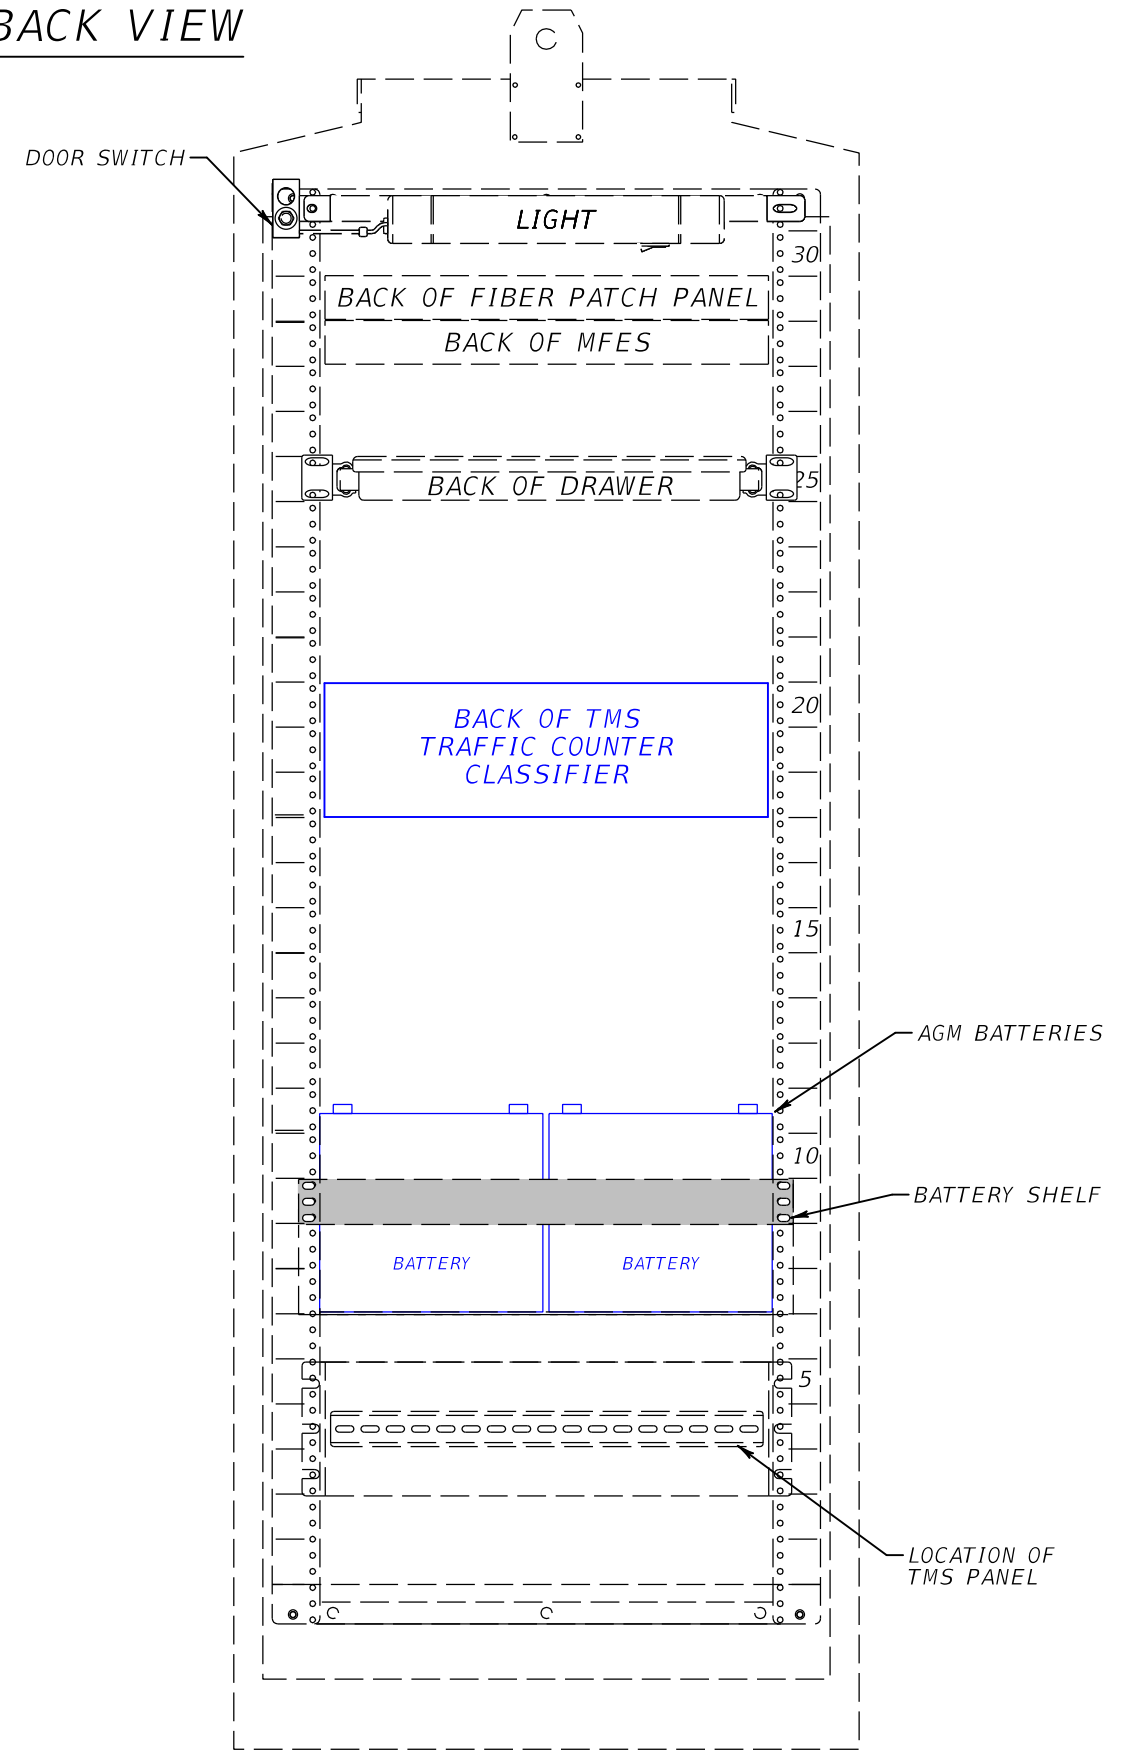 BACK VIEW
DOOR SWITCH
LIGHT
30
BACK OF FIBER PATCH PANEL
BACK OF MFES
25
BACK OF DRAWER
20
BACK OF TMS
TRAFFIC COUNTER
CLASSIFIER
15
AGM BATTERIES
10
BATTERY SHELF
BATTERY
BATTERY
5
LOCATION OF
TMS PANEL